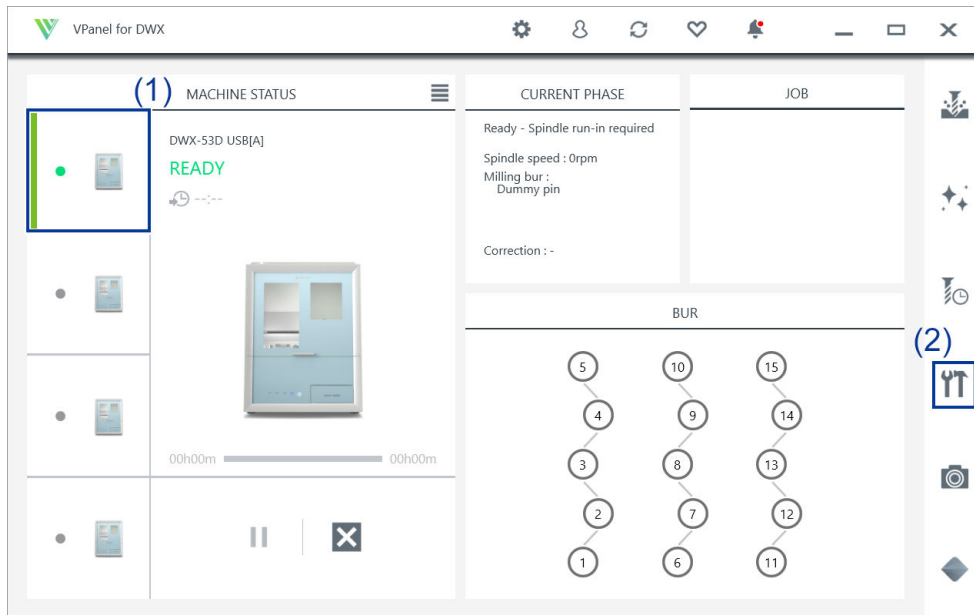 VPanel for DWX
(1)
MACHINE STATUS
DWX-53D USB[A]
READY
--:--
00h00m
00h00m
CURRENT PHASE
Ready - Spindle run-in required
Spindle speed : 0rpm
Milling bur :
Dummy pin
Correction : -
JOB
BUR
5 10 15
4 9 14
3 8 13
2 7 12
1 6 11
(2)